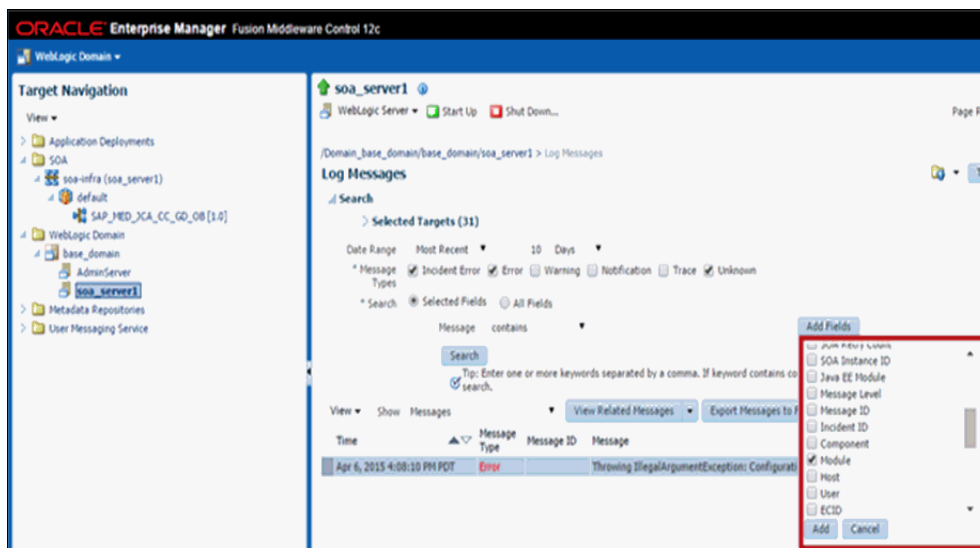 ORACLE Enterprise Manager Fusion Middleware Control 12c
WebLogic Domain
Target Navigation
View
Application Deployments
SOA
soa-infra (soa_server1)
default
SAP_MED_JCA_CC_GD_OB [1.0]
WebLogic Domain
base_domain
AdminServer
soa_server1
Metadata Repositories
User Messaging Service
soa_server1
WebLogic Server Start Up Shut Down...
Page
/Domain_base_domain/base_domain/soa_server1 > Log Messages
Log Messages
Search
Selected Targets (31)
Date Range Most Recent 10 Days
* Message Types Incident Error Error Warning Notification Trace Unknown
* Search Selected Fields All Fields
Message contains
Add Fields
Search
Tip: Enter one or more keywords separated by a comma. If keyword contains co
search.
View Show Messages View Related Messages Export Messages to F
Time Message Type Message ID Message
Apr 6, 2015 4:08:10 PM PDT Error Throwing IllegalArgumentException: Configurati
SOA Retry Count
SOA Instance ID
Java EE Module
Message Level
Message ID
Incident ID
Component
Module
Host
User
ECID
Add Cancel